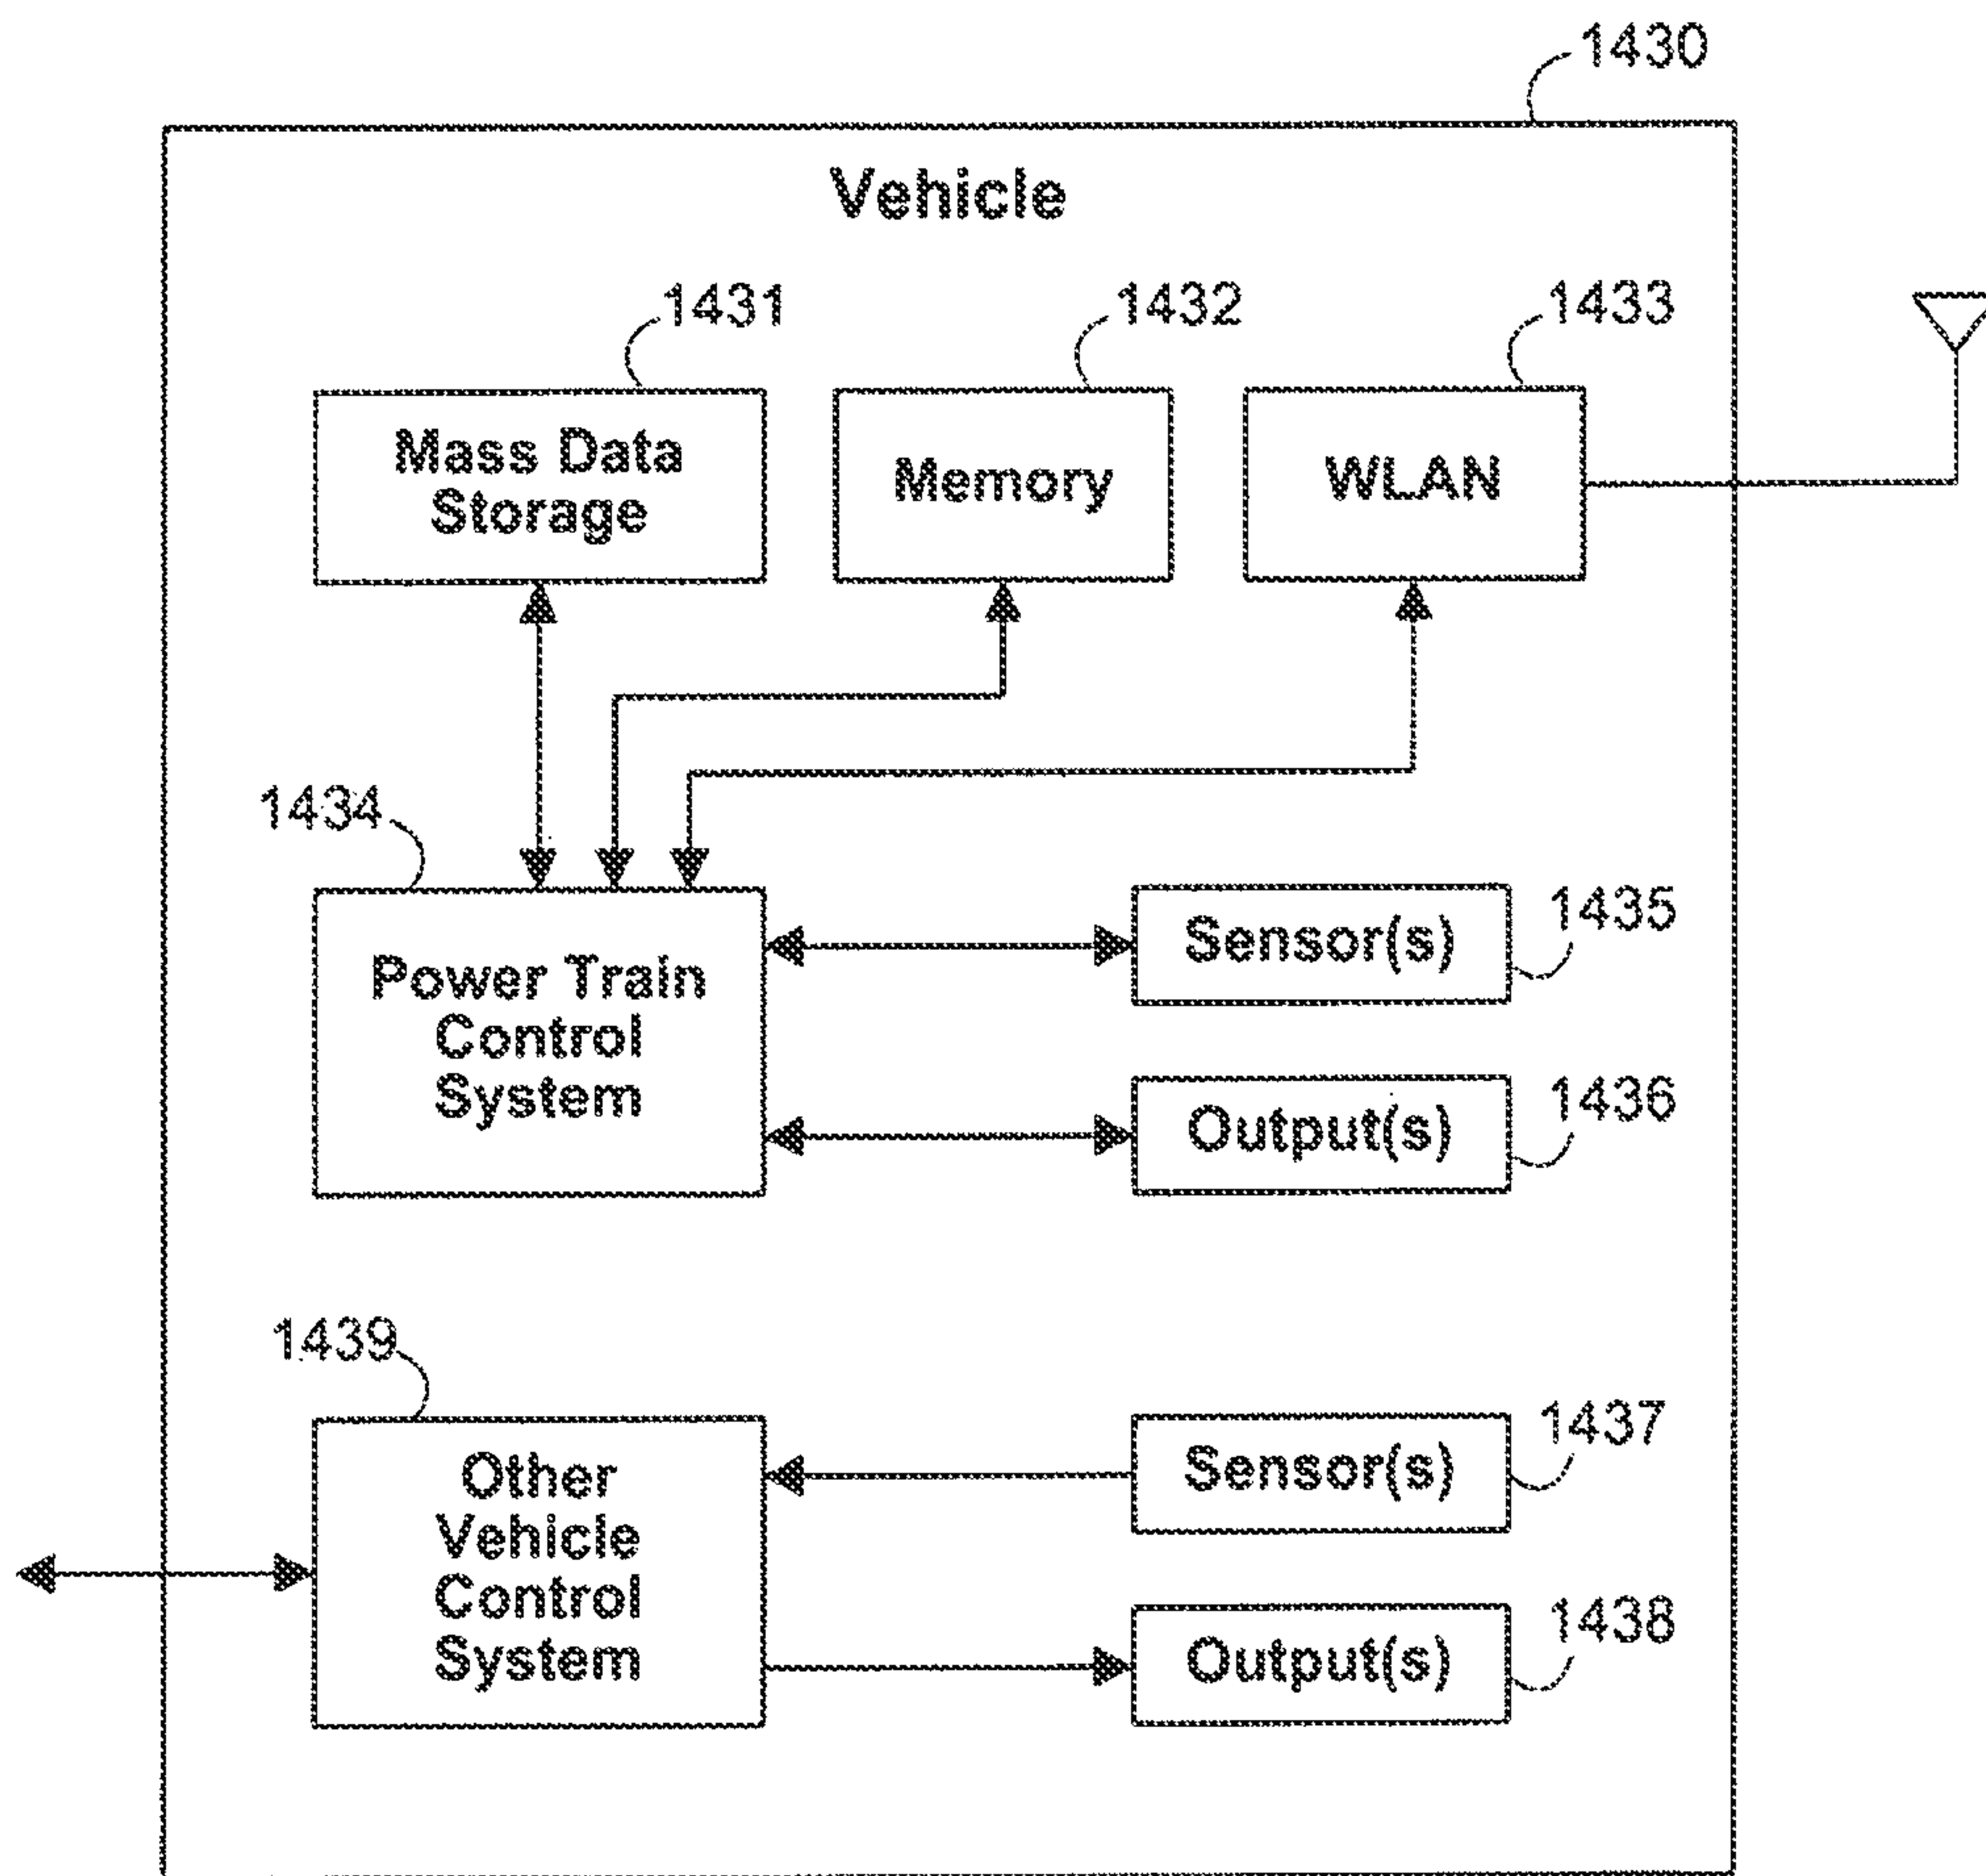 1430
Vehicle
1431
1432
1433
Mass Data
Storage
Memory
WLAN
1434
Power Train
Control
System
Sensor(s)
1435
Output(s)
1436
1439
Other
Vehicle
Control
System
Sensor(s)
1437
Output(s)
1438